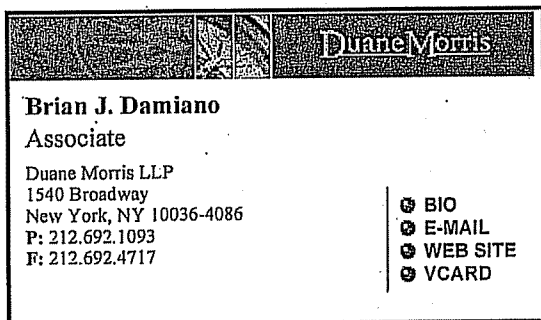 Duane Morris
Brian J. Damiano
Associate
Duane Morris LLP
1540 Broadway
New York, NY 10036-4086
P: 212.692.1093
F: 212.692.4717
BIO
E-MAIL
WEB SITE
VCARD